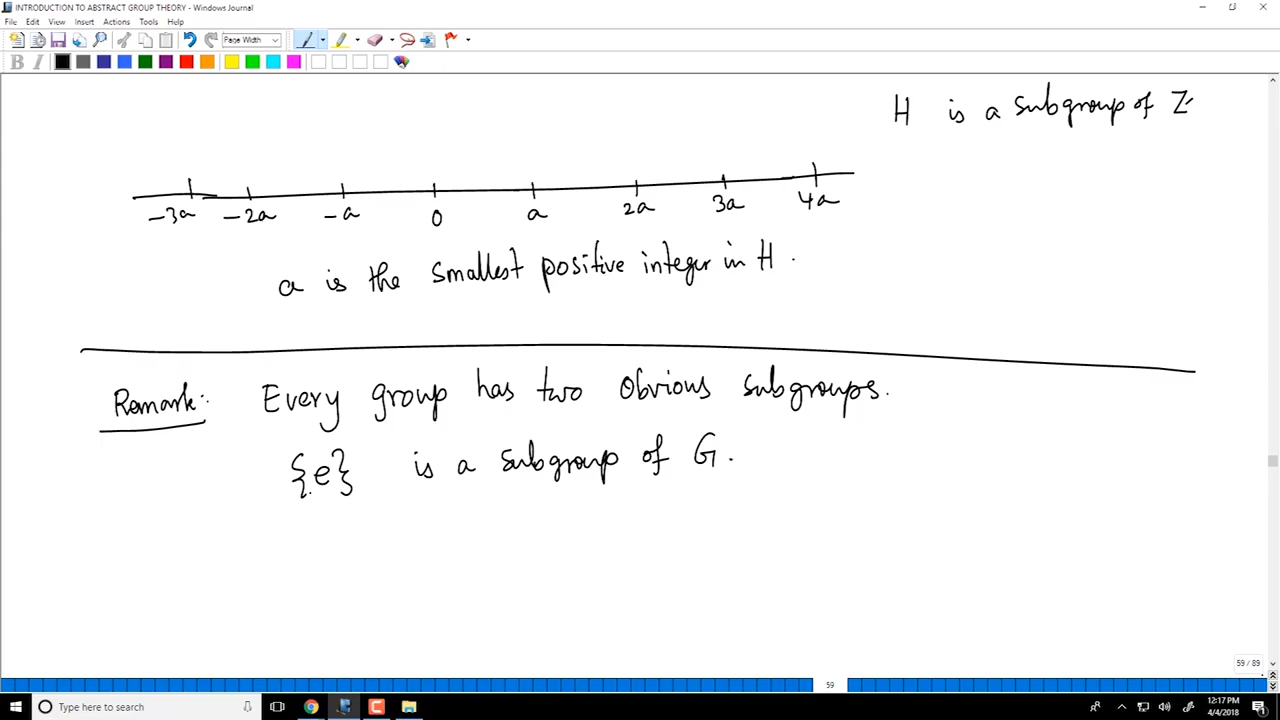 INTRODUCTION TO ABSTRACT GROUP THEORY - Windows Journal
File Edit View Insert Actions Tools Help
Page Width
B I
H is a subgroup of Z.
-3a -2a -a 0 a 2a 3a 4a
a is the smallest positive integer in H.
Remark: Every group has two obvious subgroups.
{e} is a subgroup of G.
59 / 89
59
Type here to search
12:17 PM
4/4/2018